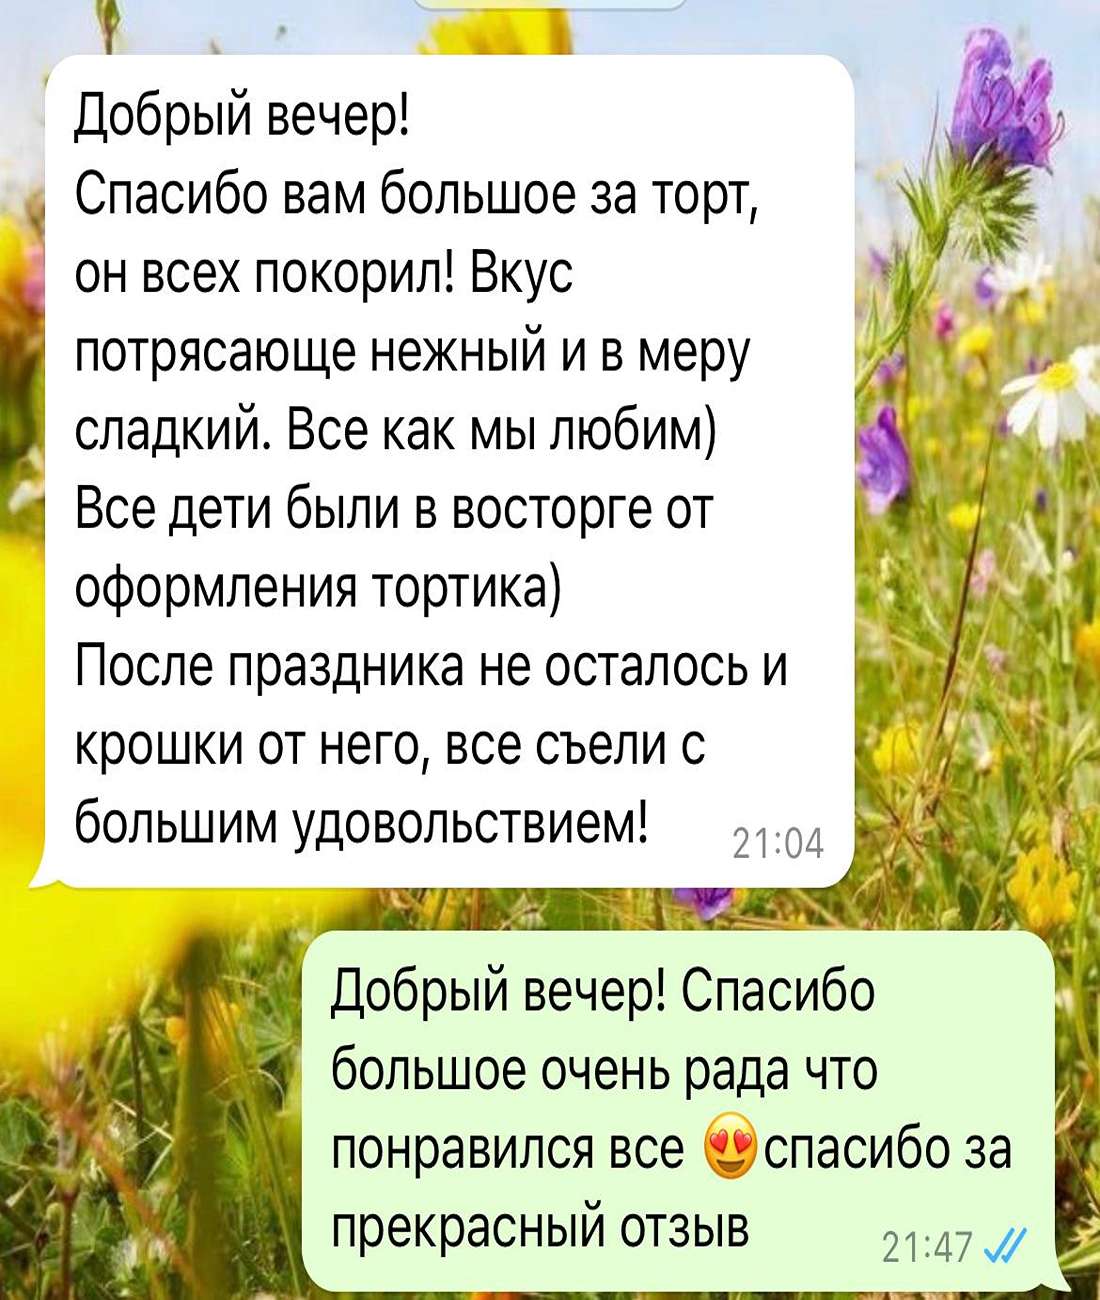 Добрый вечер!
Спасибо вам большое за торт,
он всех покорил! Вкус
потрясающе нежный и в меру
сладкий. Все как мы любим)
Все дети были в восторге от
оформления тортика)
После праздника не осталось и
крошки от него, все съели с
большим удовольствием!
21:04
Добрый вечер! Спасибо
большое очень рада что
понравился все 😍спасибо за
прекрасный отзыв
21:47